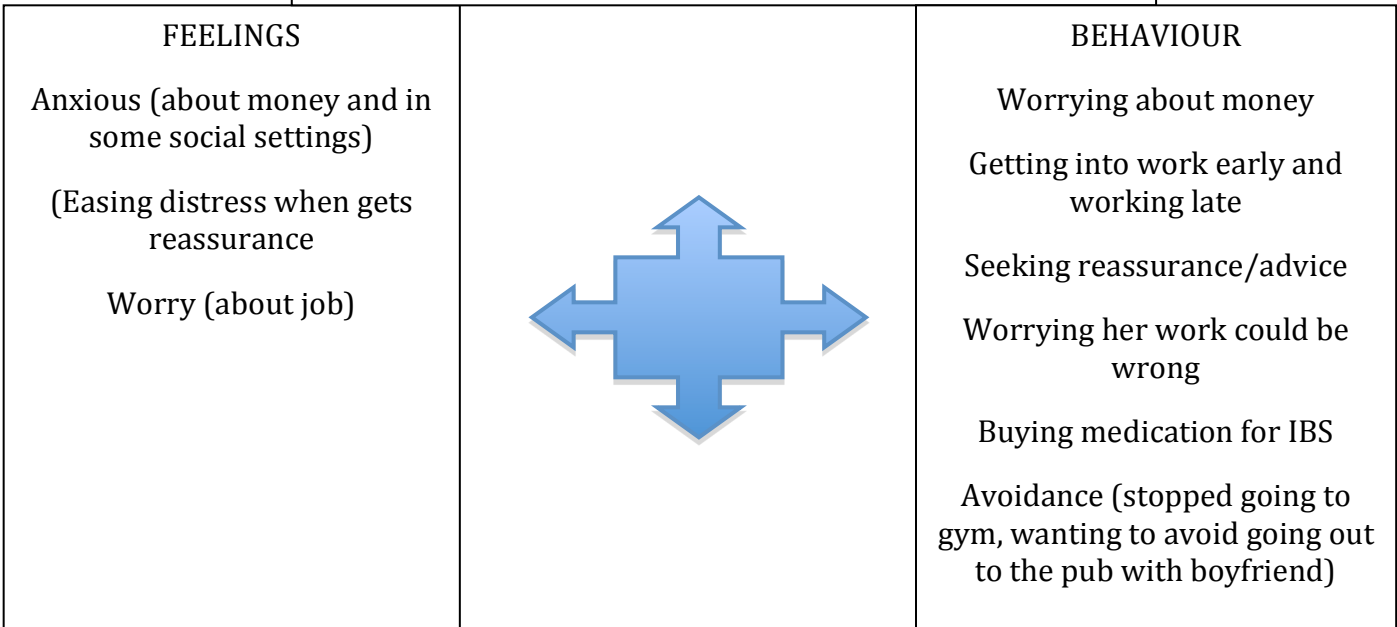 FEELINGS
Anxious (about money and in
some social settings)
(Easing distress when gets
reassurance
Worry (about job)
BEHAVIOUR
Worrying about money
Getting into work early and
working late
Seeking reassurance/advice
Worrying her work could be
wrong
Buying medication for IBS
Avoidance (stopped going to
gym, wanting to avoid going out
to the pub with boyfriend)